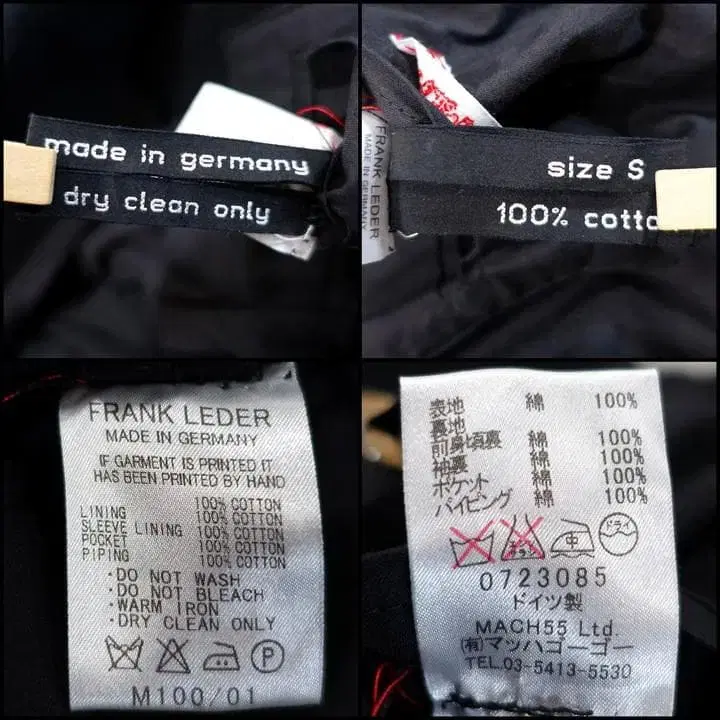 made in germany
dry clean only
FRANK LEDER
MADE IN GERMANY
size S
100% cotto
FRANK LEDER
MADE IN GERMANY
IF GARMENT IS PRINTED IT
HAS BEEN PRINTED BY HAND
100% COTTON
LINING 100% COTTON
SLEEVE LINING 100% COTTON
POCKET 100% COTTON
PIPING 100% COTTON
・DO NOT WASH
・DO NOT BLEACH
・WARM IRON
・DRY CLEAN ONLY
P
M100/01
表地 綿 100%
裏地
前身頃裏 綿 100%
袖裏 綿 100%
ポケット 綿 100%
パイピング 綿 100%
中 ドライ
0723085
ドイツ製
MACH55 Ltd.
(有)マッハゴーゴー
TEL.03-5413-5530